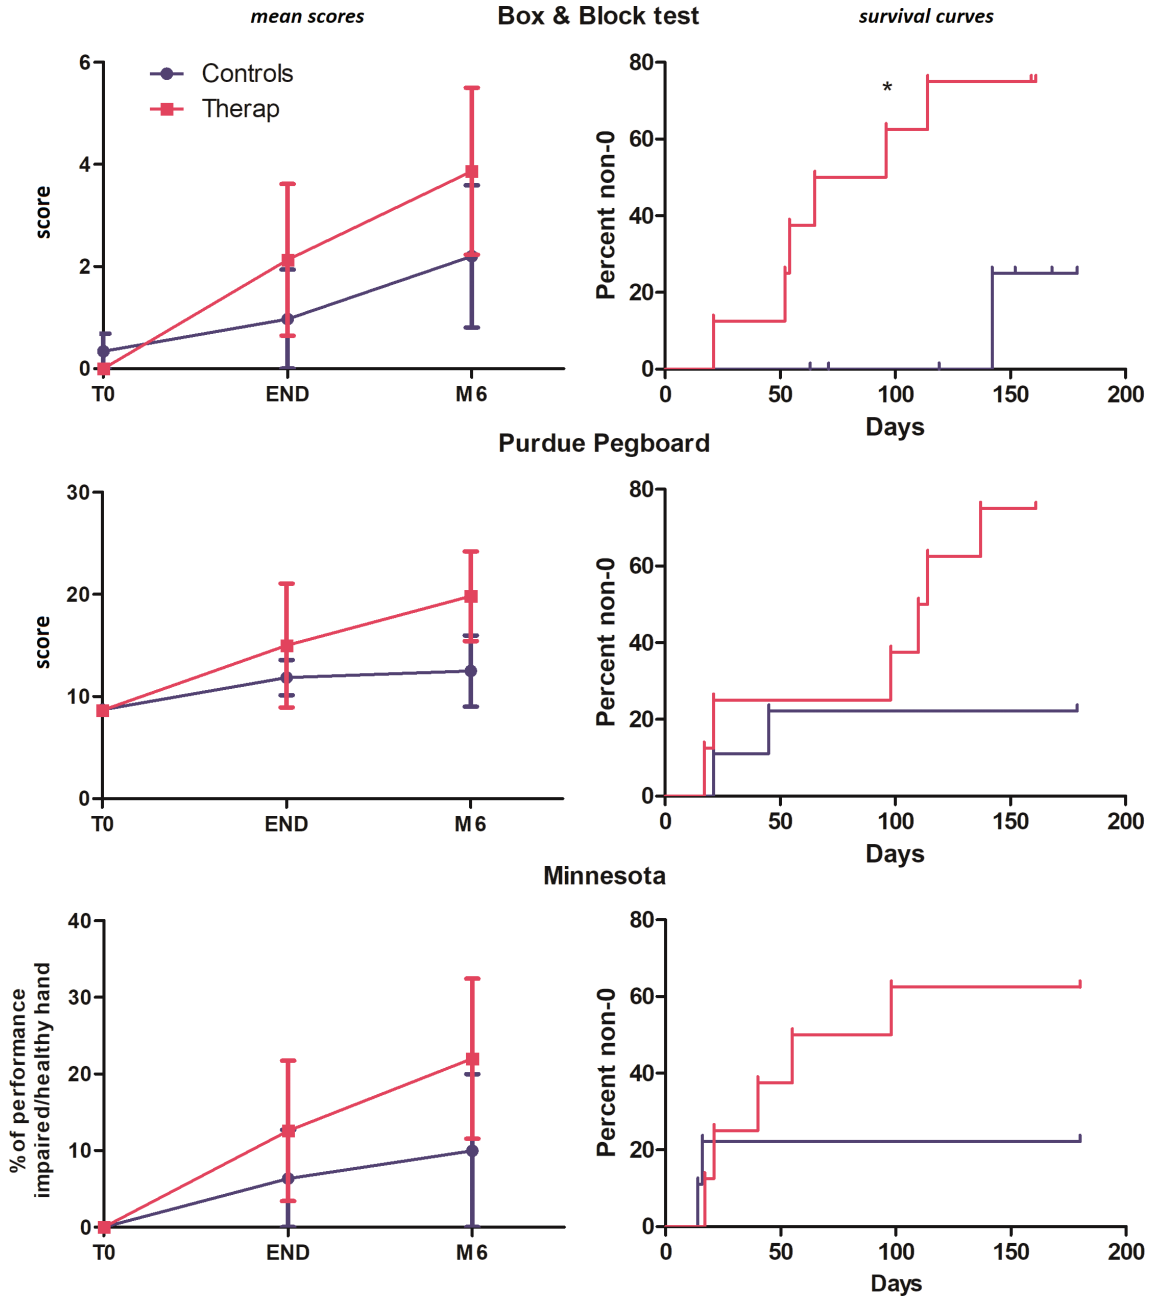 mean scores
Box & Block test
survival curves
6
4
2
0
score
Controls
Therap
T0
END
M6
80
60
40
20
0
Percent non-0
*
0
50
100
150
200
Days
Purdue Pegboard
30
20
10
0
score
T0
END
M6
80
60
40
20
0
Percent non-0
0
50
100
150
200
Days
Minnesota
40
30
20
10
0
% of performance
impaired/healthy hand
T0
END
M6
80
60
40
20
0
Percent non-0
0
50
100
150
200
Days